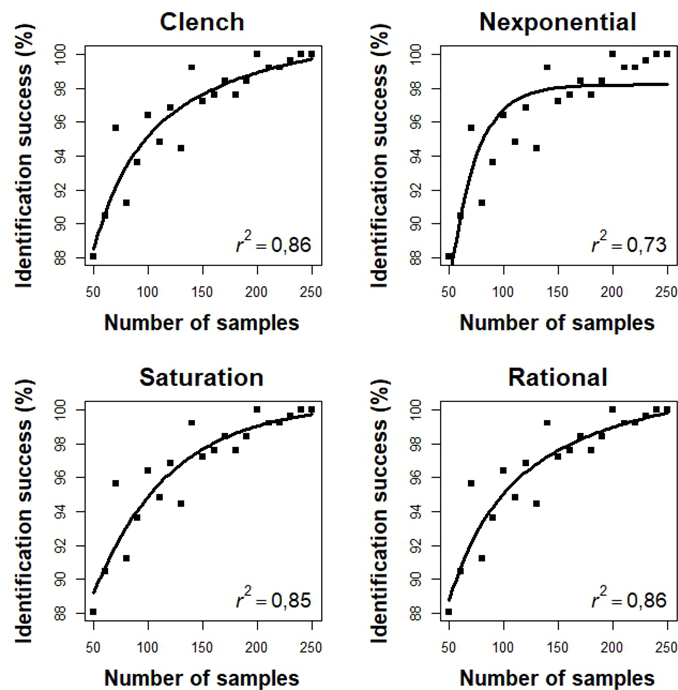 Clench
Identification success (%)
100
98
96
94
92
90
88
r² = 0,86
50 100 150 200 250
Number of samples
Nexponential
Identification success (%)
100
98
96
94
92
90
88
r² = 0,73
50 100 150 200 250
Number of samples
Saturation
Identification success (%)
100
98
96
94
92
90
88
r² = 0,85
50 100 150 200 250
Number of samples
Rational
Identification success (%)
100
98
96
94
92
90
88
r² = 0,86
50 100 150 200 250
Number of samples